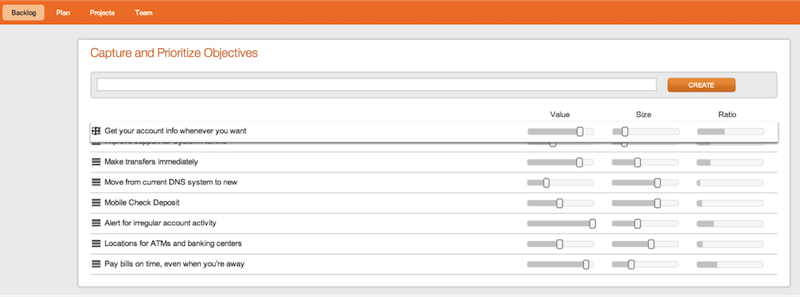 Backlog Plan Projects Team
Capture and Prioritize Objectives
CREATE
Value Size Ratio
Get your account info whenever you want
Make transfers immediately
Move from current DNS system to new
Mobile Check Deposit
Alert for irregular account activity
Locations for ATMs and banking centers
Pay bills on time, even when you're away